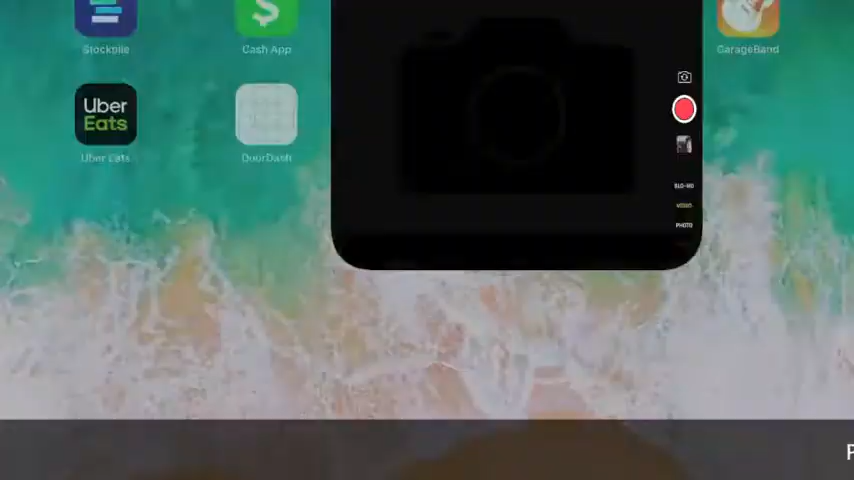 Stockpile
Cash App
GarageBand
Uber
Eats
Uber Eats
DoorDash
SLO-MO
VIDEO
PHOTO
P